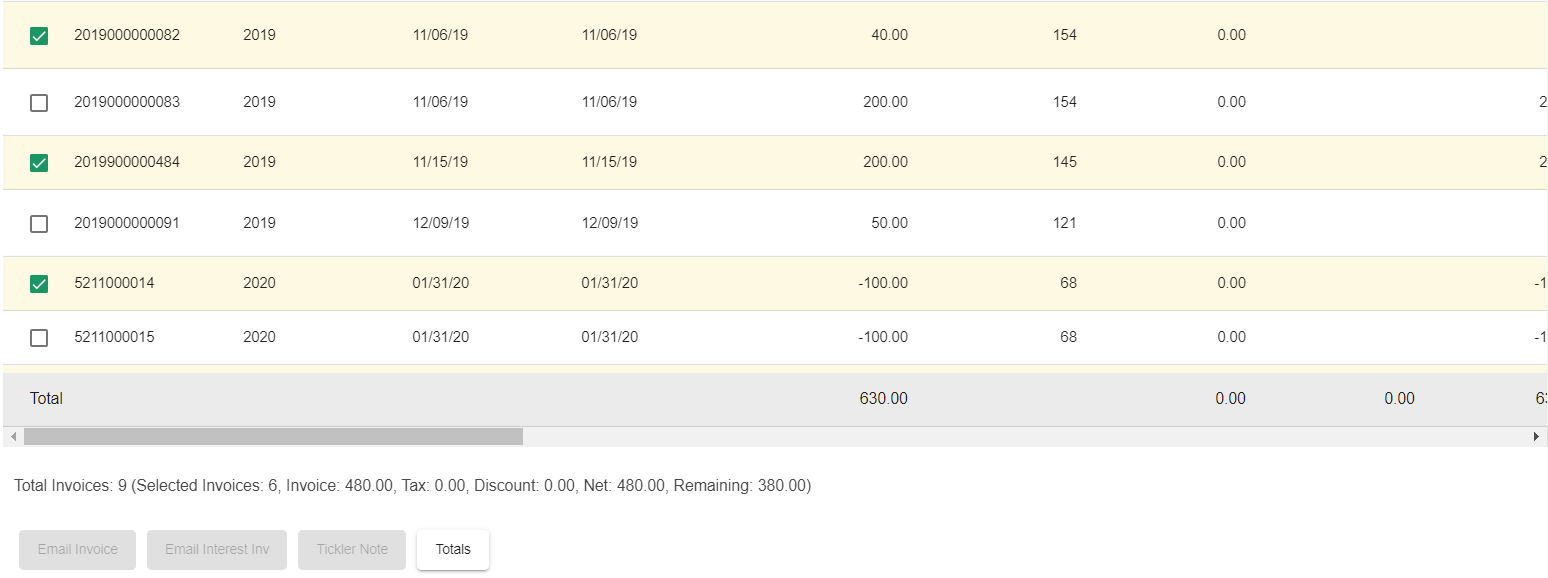 2019000000082 2019 11/06/19 11/06/19 40.00 154 0.00
2019000000083 2019 11/06/19 11/06/19 200.00 154 0.00
2019900000484 2019 11/15/19 11/15/19 200.00 145 0.00
2019000000091 2019 12/09/19 12/09/19 50.00 121 0.00
5211000014 2020 01/31/20 01/31/20 -100.00 68 0.00
5211000015 2020 01/31/20 01/31/20 -100.00 68 0.00
Total 630.00 0.00 0.00
Total Invoices: 9 (Selected Invoices: 6, Invoice: 480.00, Tax: 0.00, Discount: 0.00, Net: 480.00, Remaining: 380.00)
Email Invoice Email Interest Inv Tickler Note Totals